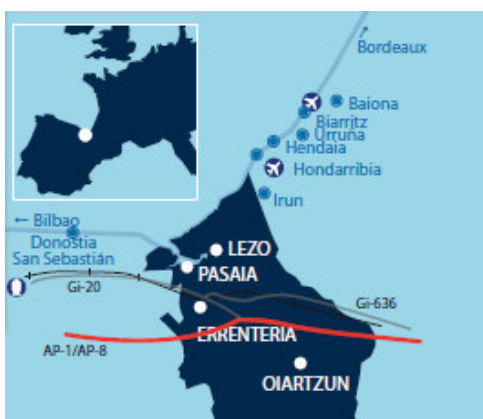 Bordeaux
Baiona
Biarritz
Urruna
Hendaia
Hondarribia
Irun
← Bilbao
Donostia
San Sebastián
LEZO
PASAIA
Gi-20
Gi-636
ERRENTERIA
AP-1/AP-8
OIARTZUN